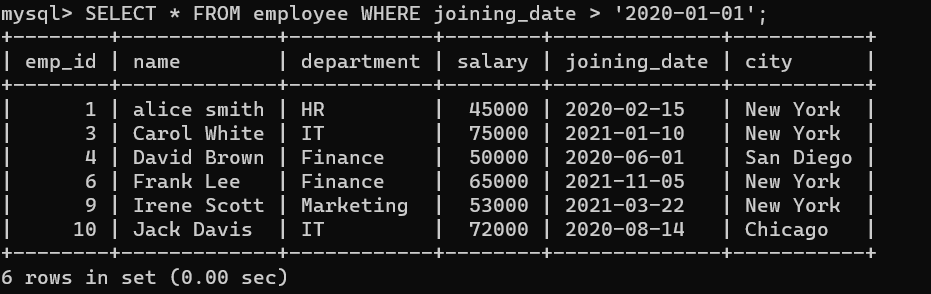 mysql> SELECT * FROM employee WHERE joining_date > '2020-01-01';
+--------+-------------+------------+--------+--------------+-----------+
| emp_id | name        | department | salary | joining_date | city      |
+--------+-------------+------------+--------+--------------+-----------+
|      1 | alice smith | HR         |  45000 | 2020-02-15   | New York  |
|      3 | Carol White | IT         |  75000 | 2021-01-10   | New York  |
|      4 | David Brown | Finance    |  50000 | 2020-06-01   | San Diego |
|      6 | Frank Lee   | Finance    |  65000 | 2021-11-05   | New York  |
|      9 | Irene Scott | Marketing  |  53000 | 2021-03-22   | New York  |
|     10 | Jack Davis  | IT         |  72000 | 2020-08-14   | Chicago   |
+--------+-------------+------------+--------+--------------+-----------+
6 rows in set (0.00 sec)